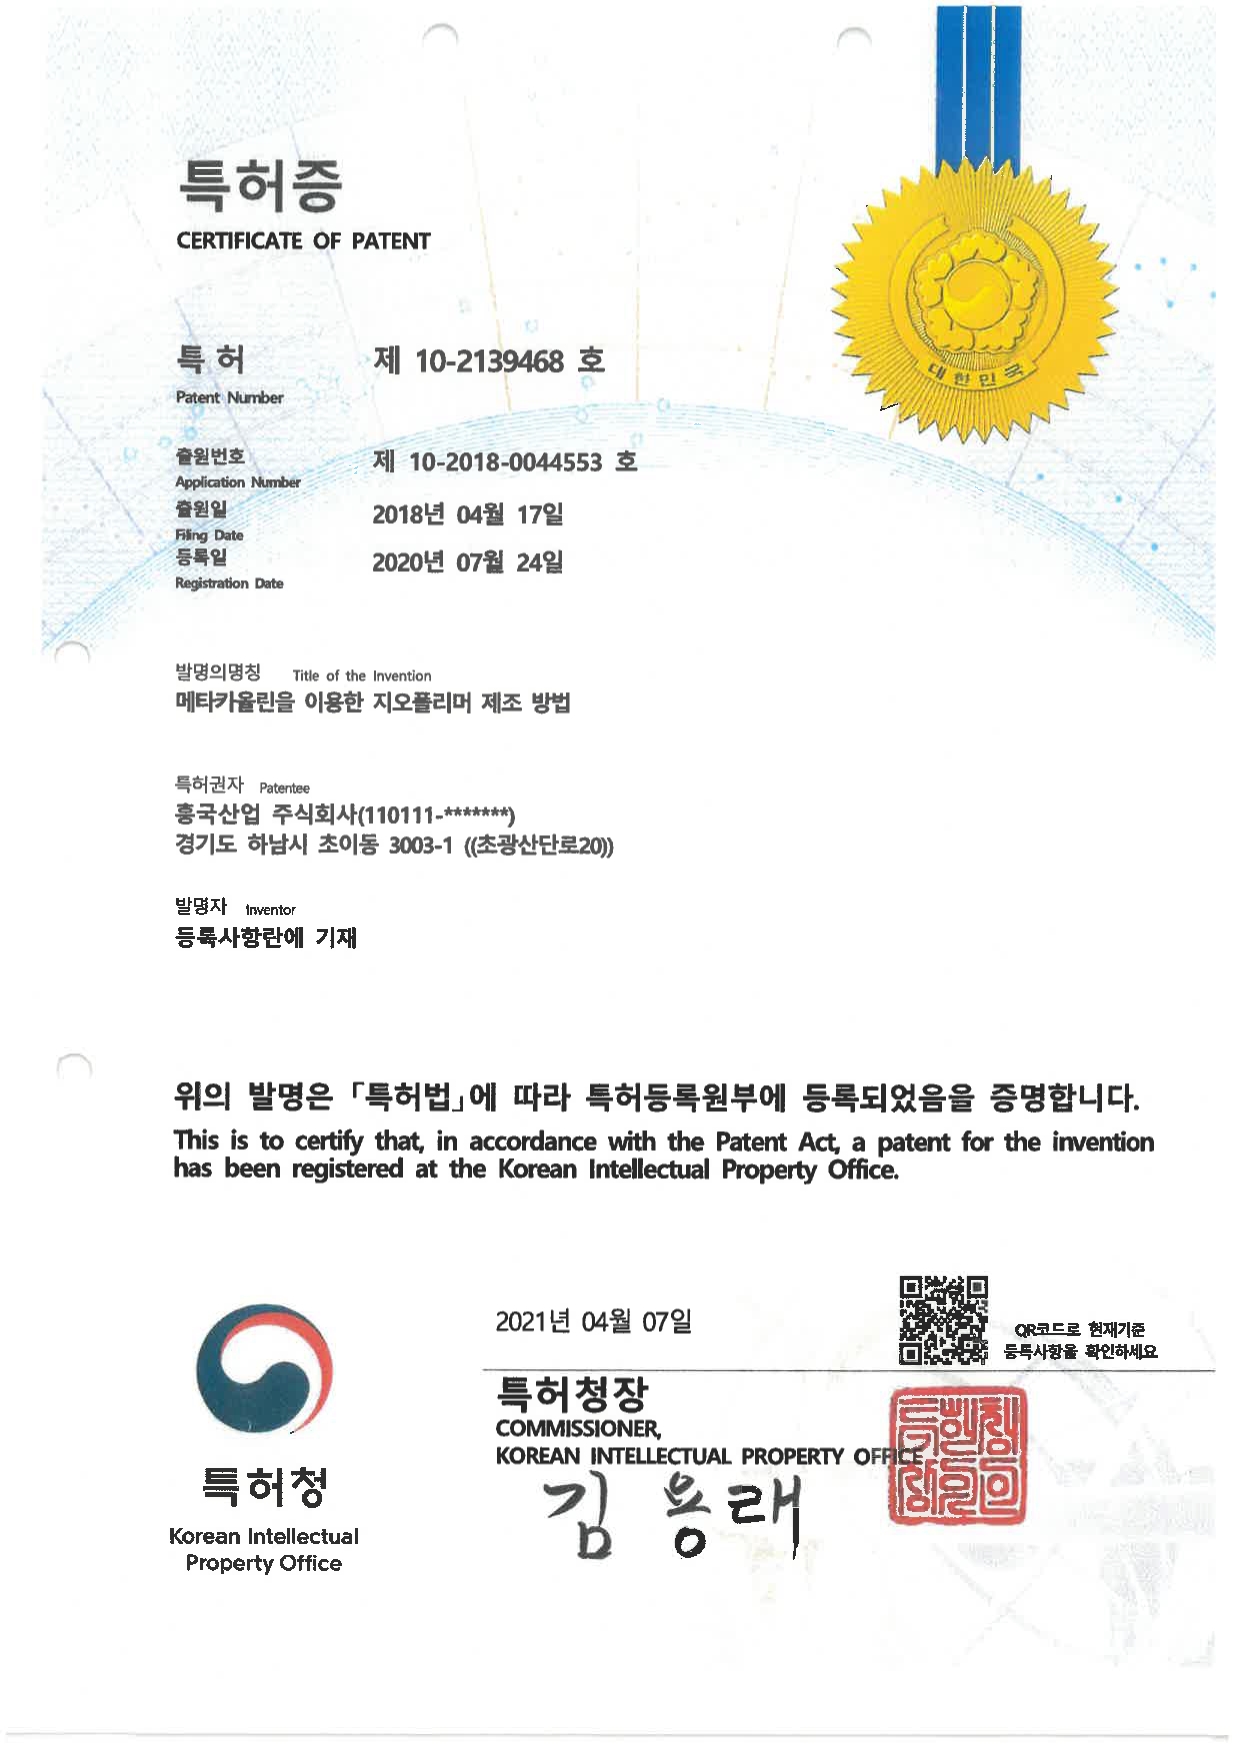 특허증
CERTIFICATE OF PATENT
대한민국
특허 제 10-2139468 호
Patent Number
출원번호 제 10-2018-0044553 호
Application Number
출원일 2018년 04월 17일
Filing Date
등록일 2020년 07월 24일
Registration Date
발명의명칭 Title of the Invention
메타카올린을 이용한 지오폴리머 제조 방법
특허권자 Patentee
흥국산업 주식회사(110111-*******)
경기도 하남시 초이동 3003-1 ((초광산단로20))
발명자 Inventor
등록사항란에 기재
위의 발명은 「특허법」에 따라 특허등록원부에 등록되었음을 증명합니다.
This is to certify that, in accordance with the Patent Act, a patent for the invention
has been registered at the Korean Intellectual Property Office.
2021년 04월 07일
QR코드로 현재기준
등록사항을 확인하세요
특허청장
COMMISSIONER,
KOREAN INTELLECTUAL PROPERTY OFFICE
김용래
특허청
Korean Intellectual
Property Office